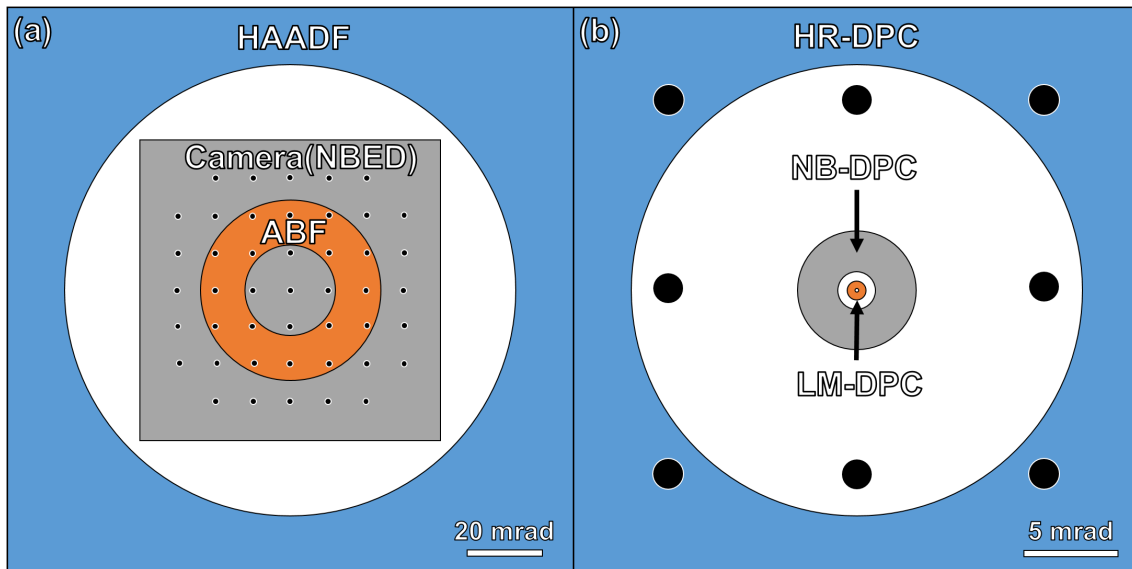 (a)
HAADF
Camera(NBED)
ABF
20 mrad
(b)
HR-DPC
NB-DPC
LM-DPC
5 mrad